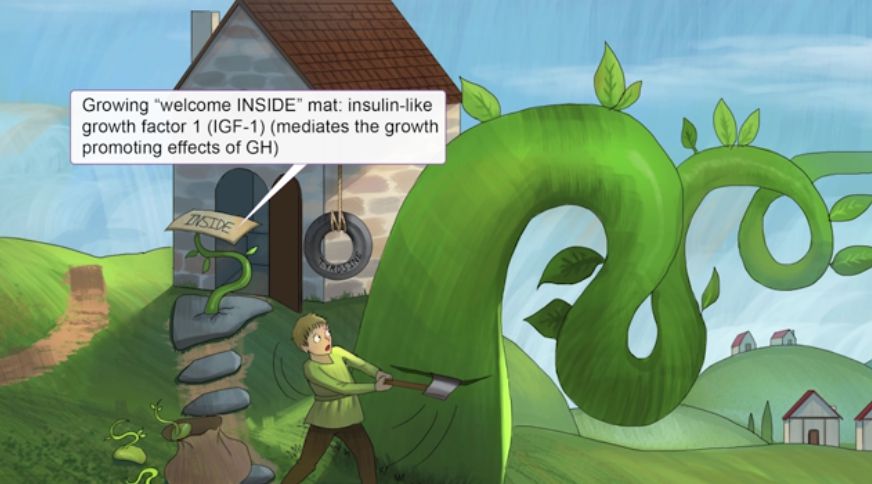 Growing “welcome INSIDE” mat: insulin-like
growth factor 1 (IGF-1) (mediates the growth
promoting effects of GH)
INSIDE